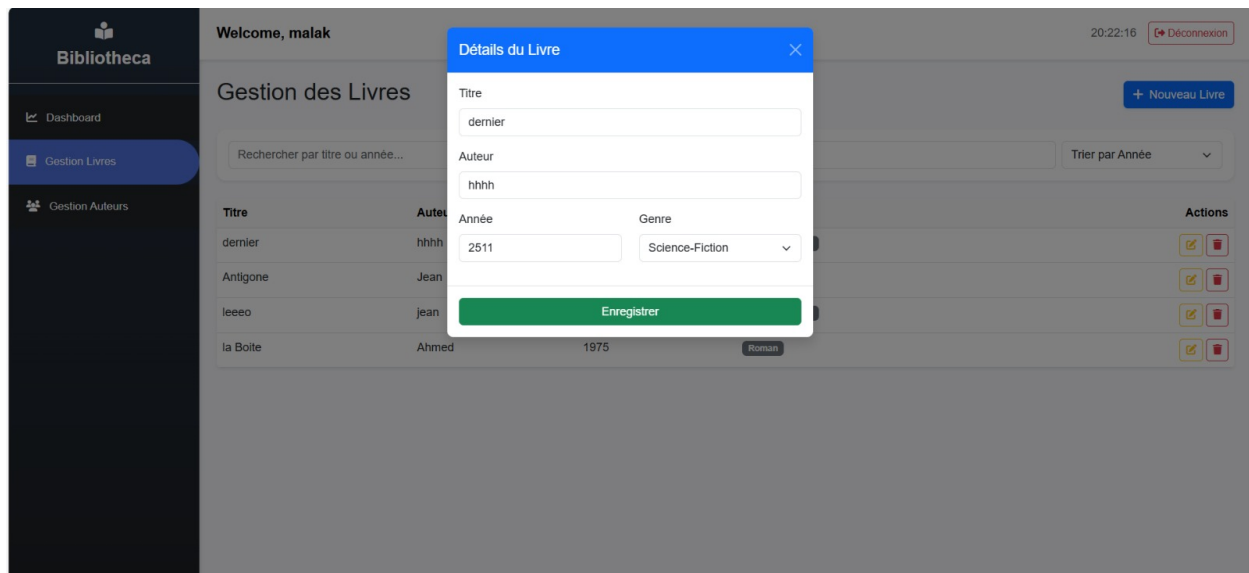 Bibliotheca
Dashboard
Gestion Livres
Gestion Auteurs
Welcome, malak
20:22:16
Déconnexion
Gestion des Livres
+ Nouveau Livre
Rechercher par titre ou année...
Trier par Année
Titre Actions
dernier hhhh
Antigone Jean
leeeo jean
la Boite Ahmed 1975 Roman
Détails du Livre
Titre
dernier
Auteur
hhhh
Année Genre
2511 Science-Fiction
Enregistrer